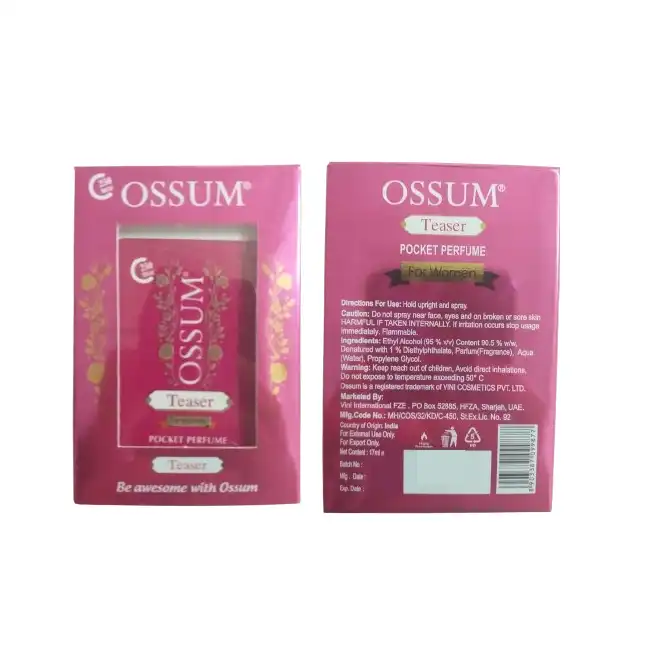 OSSUM®
OSSUM®
Teaser
POCKET PERFUME
Teaser
Be awesome with Ossum
OSSUM®
Teaser
POCKET PERFUME
For Women
Directions For Use: Hold upright and spray.
Caution: Do not spray near face, eyes and on broken or sore skin
HARMFUL IF TAKEN INTERNALLY. If irritation occurs stop usage
immediately. Flammable.
Ingredients: Ethyl Alcohol (95 % v/v) Content 90.5 % w/w,
Denatured with 1 % Diethylphthalate, Parfum(Fragrance), Aqua
(Water), Propylene Glycol.
Warning: Keep reach out of children, Avoid direct inhalations.
Do not expose to temperature exceeding 50° C
Ossum is a registered trademark of VINI COSMETICS PVT. LTD.
Marketed By:
Vini International FZE . PO Box 52885, HFZA, Sharjah, UAE.
Mfg.Code No.: MH/COS/32/KD/C-450, St.Ex.Lic. No. 92
Country of Origin: India
For External Use Only.
For Export Only.
Net Content : 17ml e
Batch No :
Mfg . Date :
Exp. Date :